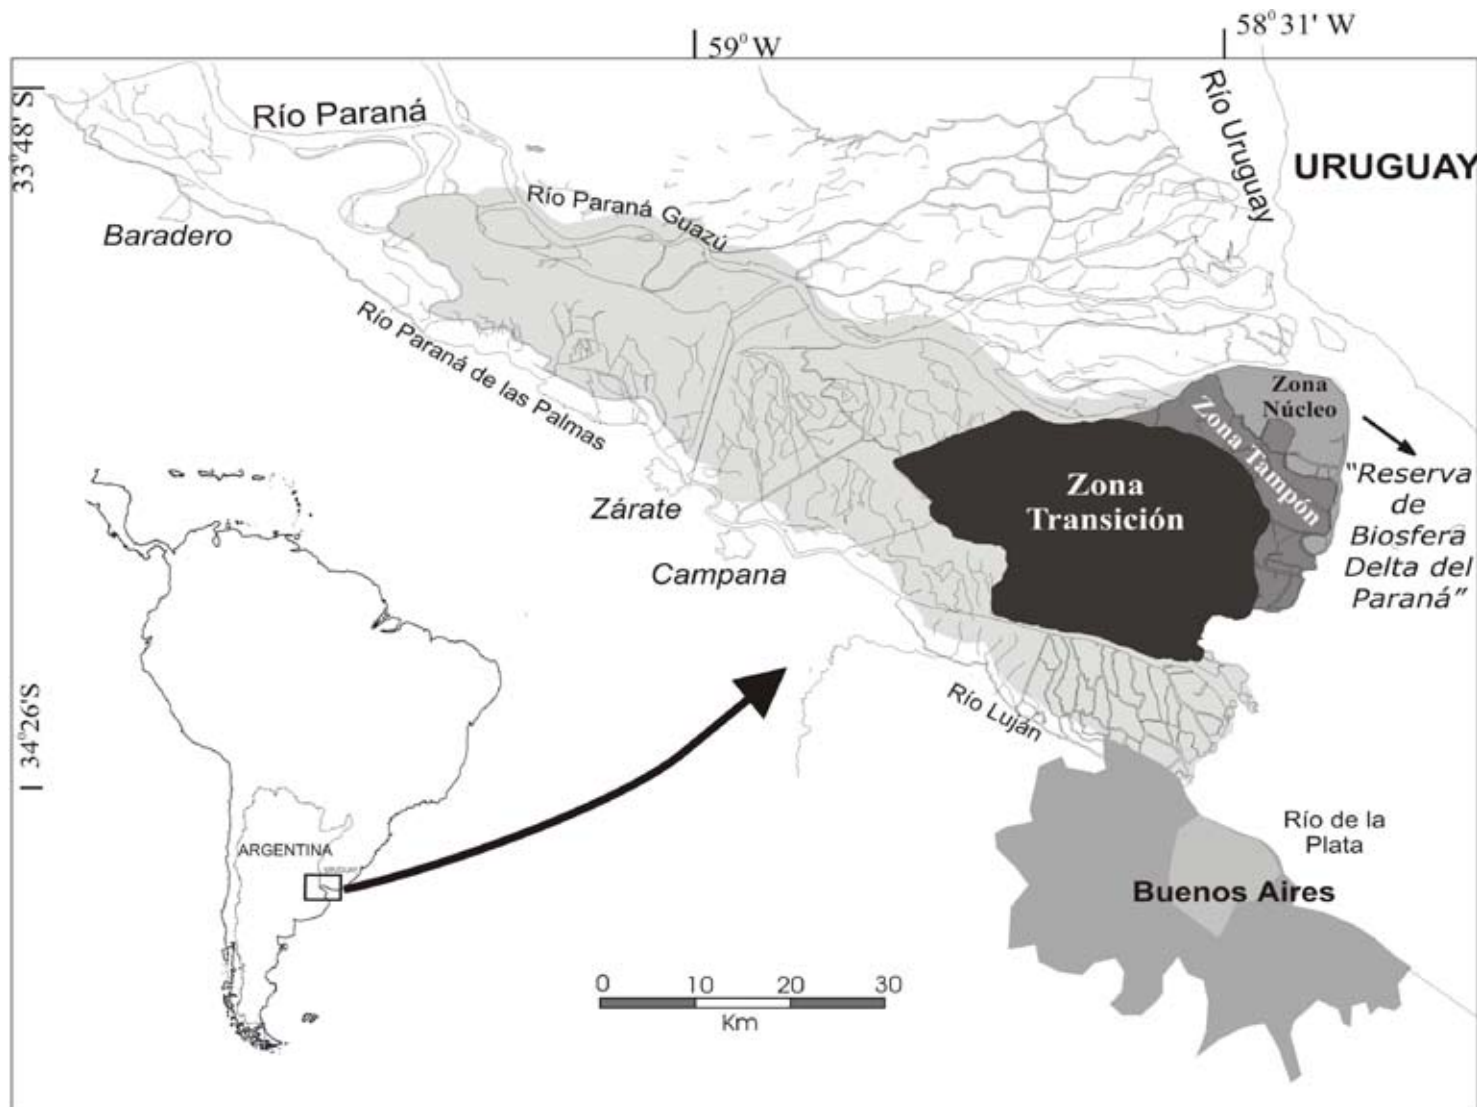 59° W
58°31' W
33°48' S
34°26'S
Río Paraná
Río Uruguay
URUGUAY
Río Paraná Guazú
Baradero
Río Paraná de las Palmas
Zona
Núcleo
Zona Tampón
Zona
Transición
"Reserva
de
Biosfera
Delta del
Paraná"
Zárate
Campana
Río Luján
ARGENTINA
URUGUAY
Río de la
Plata
Buenos Aires
0 10 20 30
Km